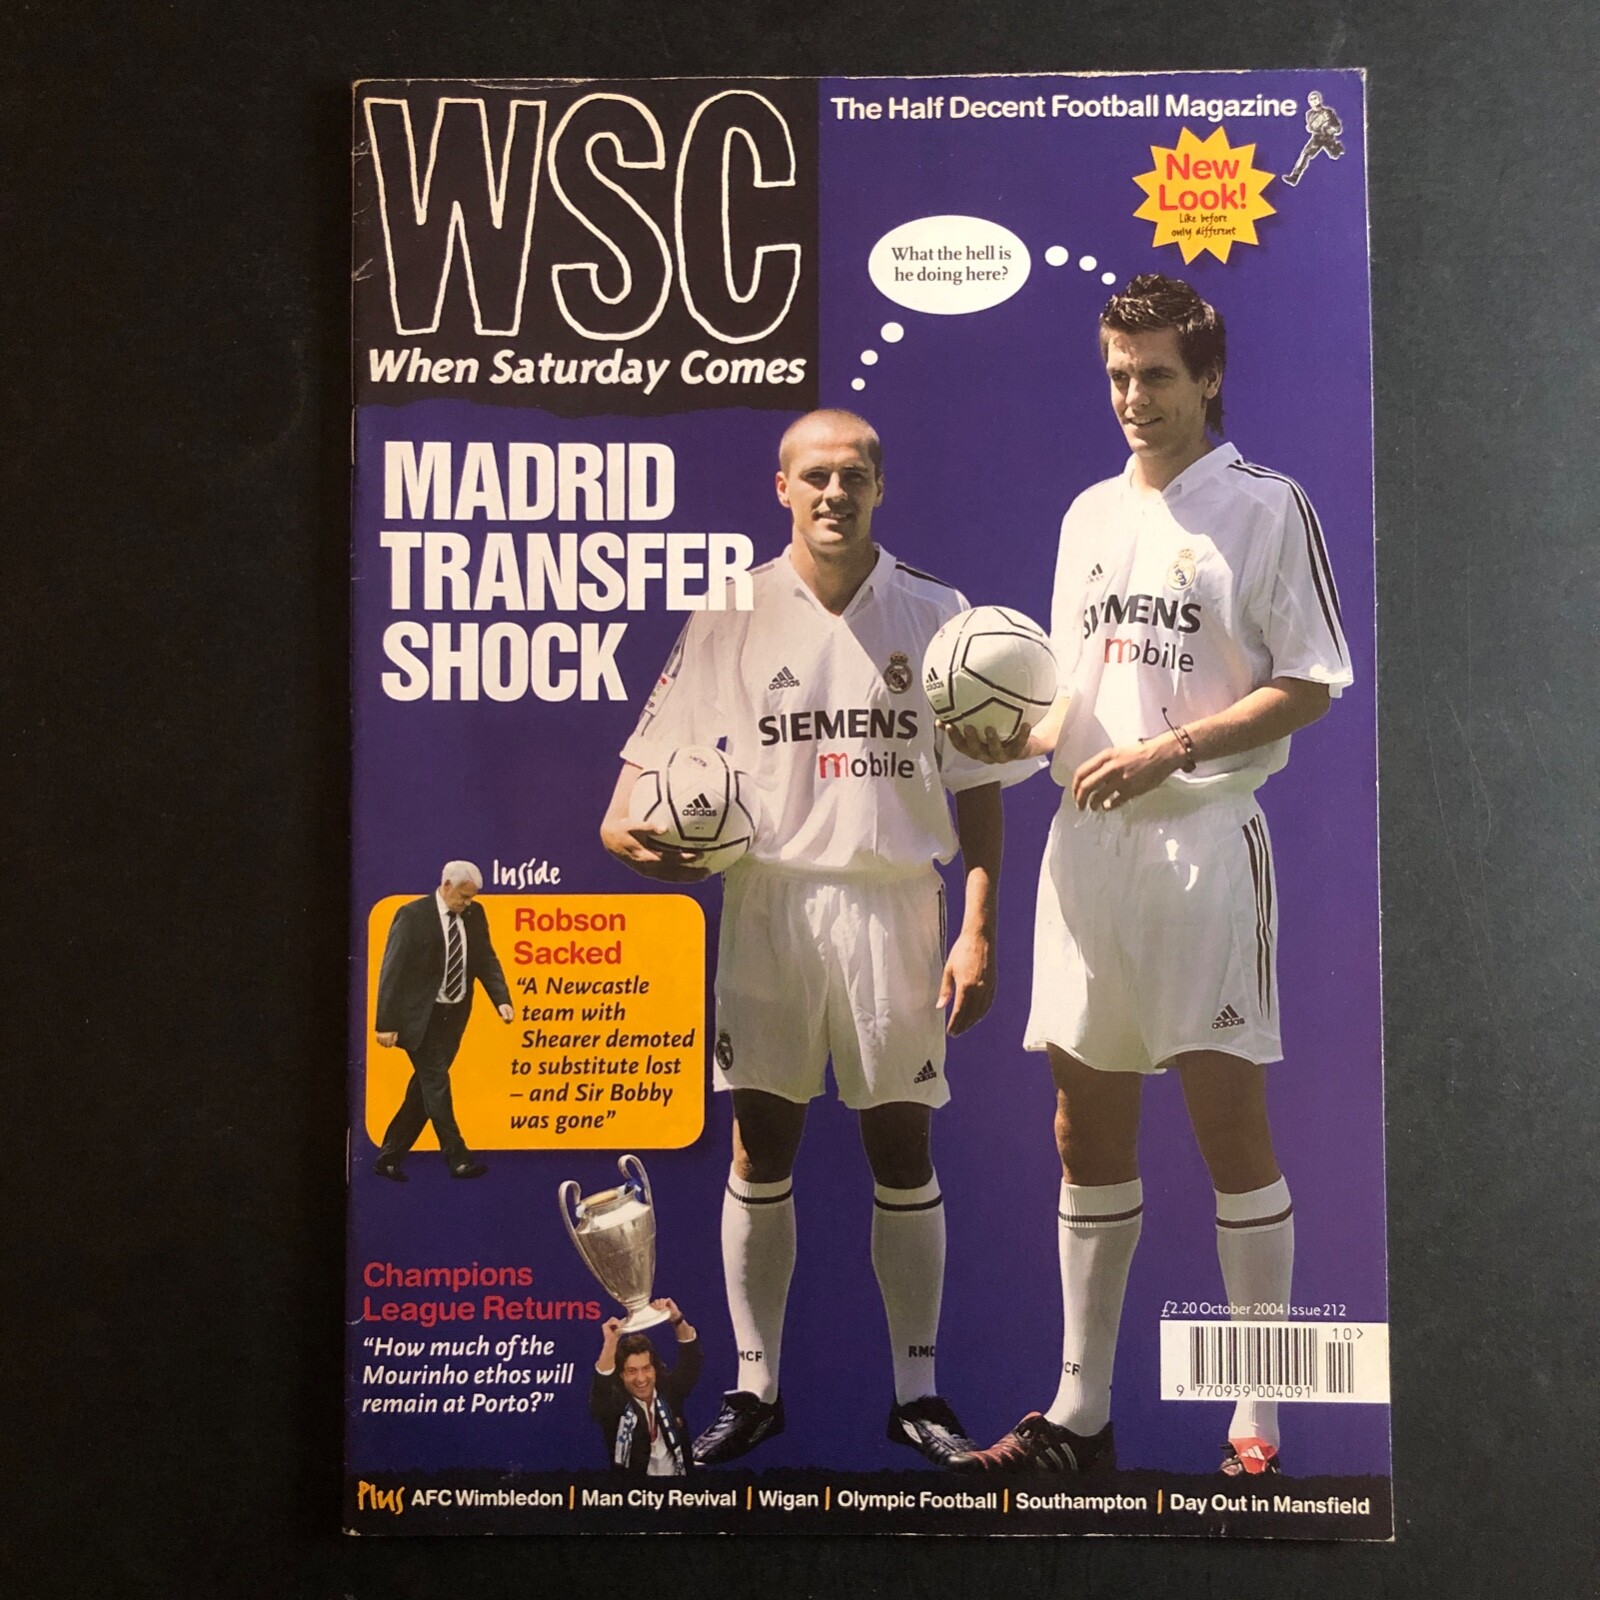 WSC
When Saturday Comes
The Half Decent Football Magazine
New
Look!
Like before
only different
What the hell is
he doing here?
MADRID
TRANSFER
SHOCK
adidas
SIEMENS
mobile
adidas
adidas
SIEMENS
mobile
adidas
Inside
Robson
Sacked
“A Newcastle
team with
Shearer demoted
to substitute lost
– and Sir Bobby
was gone”
Champions
League Returns
“How much of the
Mourinho ethos will
remain at Porto?”
£2.20 October 2004 Issue 212
10>
9 770959 004091
Plus AFC Wimbledon | Man City Revival | Wigan | Olympic Football | Southampton | Day Out in Mansfield